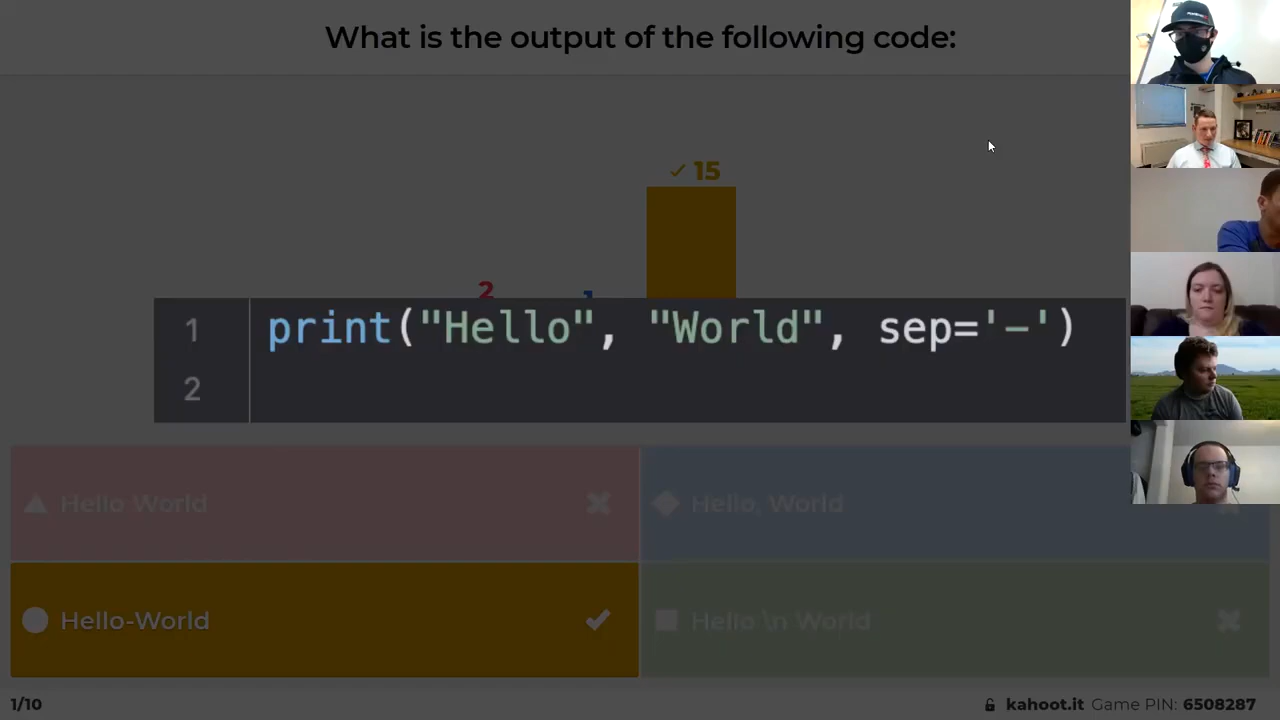 What is the output of the following code:
15
2
1
1 print("Hello", "World", sep='-')
2
Hello World
Hello, World
Hello-World
Hello \n World
1/10
kahoot.it Game PIN: 6508287